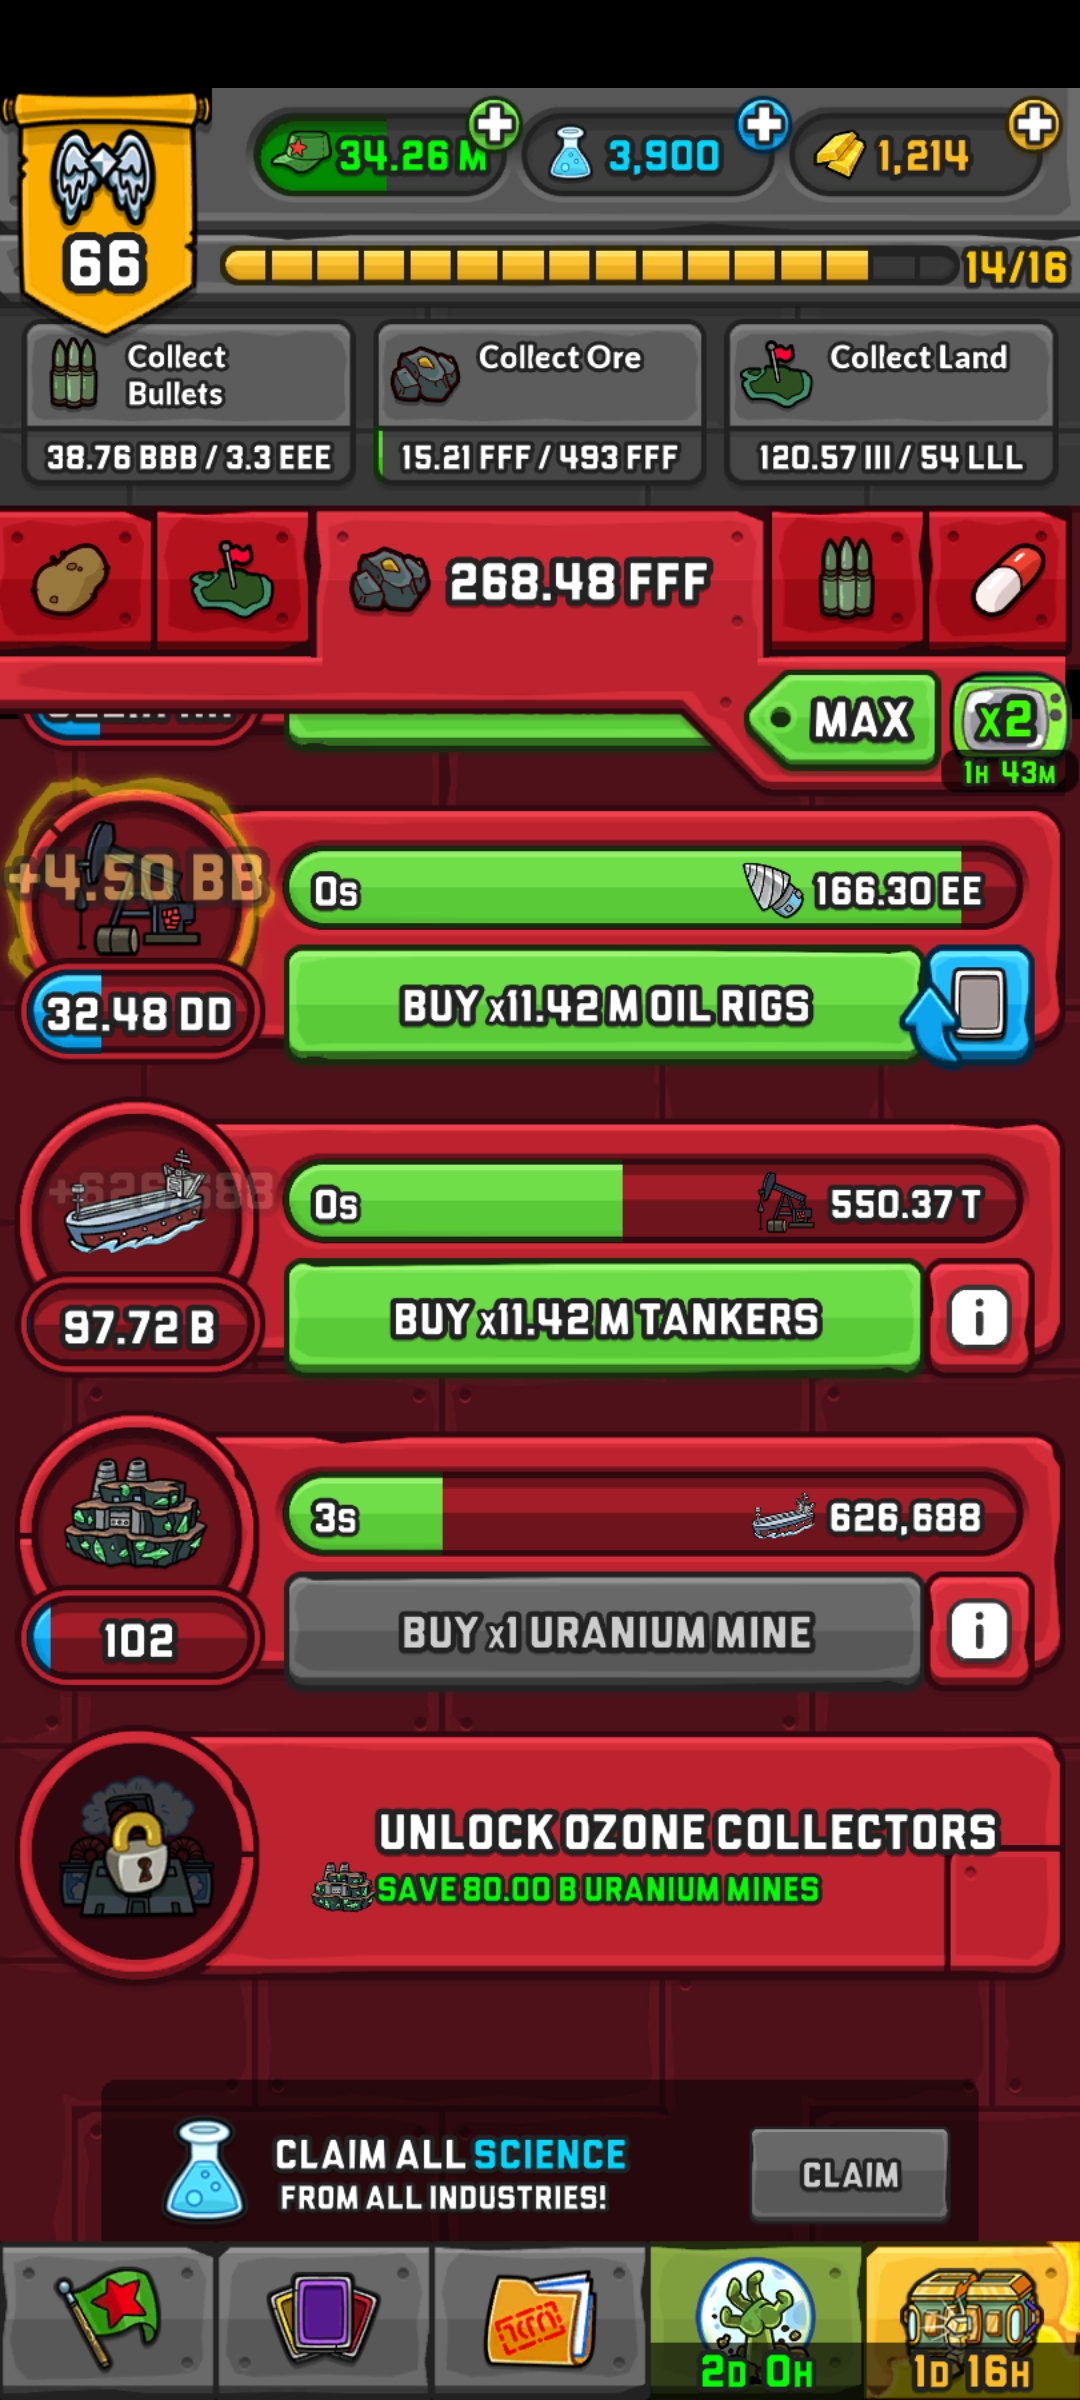 34.26 M
3,900
1,214
66
14/16
Collect
Bullets
38.76 BBB / 3.3 EEE
Collect Ore
15.21 FFF / 493 FFF
Collect Land
120.57 III / 54 LLL
268.48 FFF
MAX
x2
1H 43M
+4.50 BB
0s
166.30 EE
32.48 DD
BUY x11.42 M OIL RIGS
+626,688
0s
550.37 T
97.72 B
BUY x11.42 M TANKERS
i
3s
626,688
102
BUY x1 URANIUM MINE
i
UNLOCK OZONE COLLECTORS
SAVE 80.00 B URANIUM MINES
CLAIM ALL SCIENCE
FROM ALL INDUSTRIES!
CLAIM
2D 0H
1D 16H